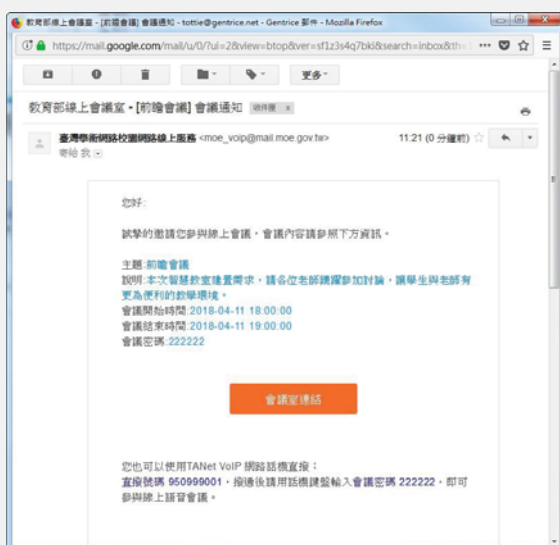 教育部線上會議室 - [前瞻會議] 會議通知 - tottie@gentrice.net - Gentrice 郵件 - Mozilla Firefox
https://mail.google.com/mail/u/0/?ui=2&view=btop&ver=sf1z3s4q7bki&search=inbox&th=
更多
教育部線上會議室 - [前瞻會議] 會議通知 收件匣 x
臺灣學術網路校園網路線上服務 <moe_voip@mail.moe.gov.tw> 11:21 (0 分鐘前)
寄給 我
您好:
誠摯的邀請您參與線上會議，會議內容請參照下方資訊。
主題:前瞻會議
說明:本次智慧教室建置需求，請各位老師踴躍參加討論，讓學生與老師有
更為便利的教學環境。
會議開始時間:2018-04-11 18:00:00
會議結束時間:2018-04-11 19:00:00
會議密碼:222222
會議室連結
您也可以使用TANet VoIP 網路話機直撥：
直撥號碼 950999001，撥通後請用話機鍵盤輸入會議密碼 222222，即可
參與線上語音會議。